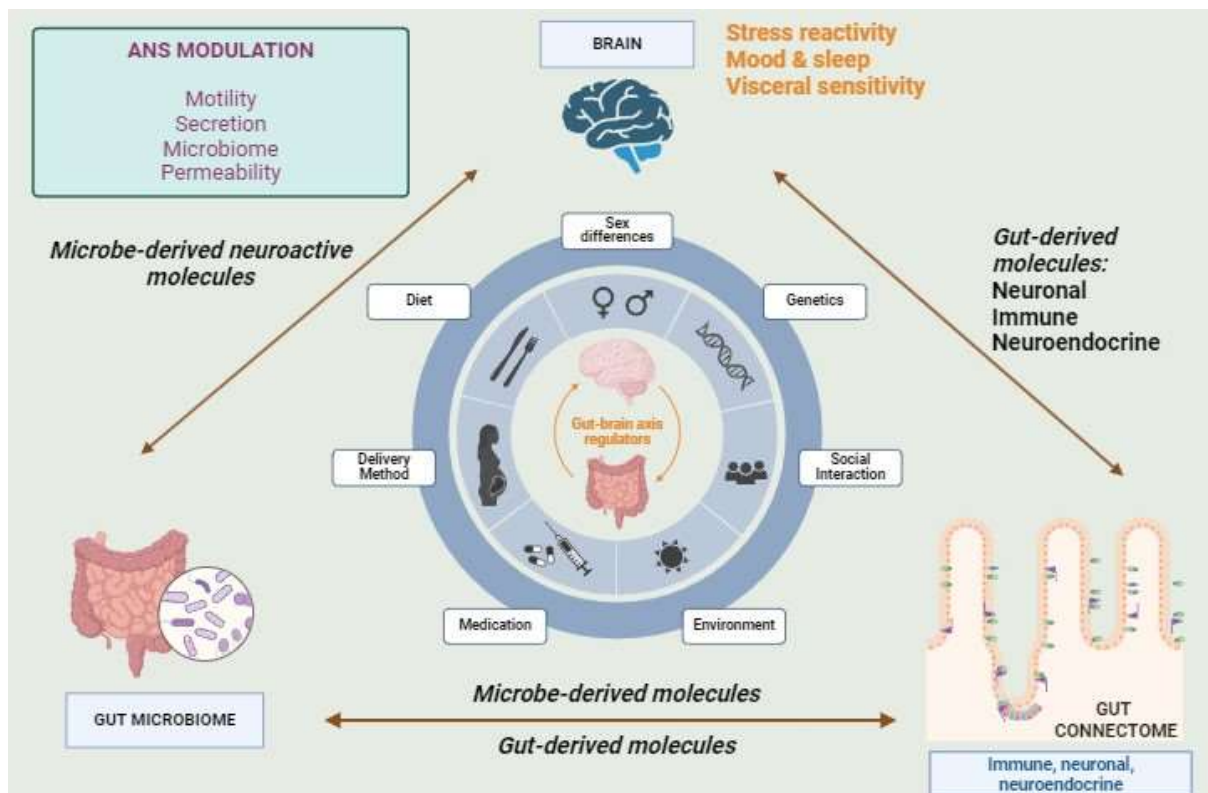 ANS MODULATION
Motility
Secretion
Microbiome
Permeability
BRAIN
Stress reactivity
Mood & sleep
Visceral sensitivity
Microbe-derived neuroactive
molecules
Gut-derived
molecules:
Neuronal
Immune
Neuroendocrine
Sex
differences
Diet
Genetics
Gut-brain axis
regulators
Delivery
Method
Social
Interaction
Medication
Environment
GUT MICROBIOME
Microbe-derived molecules
Gut-derived molecules
GUT
CONNECTOME
Immune, neuronal,
neuroendocrine